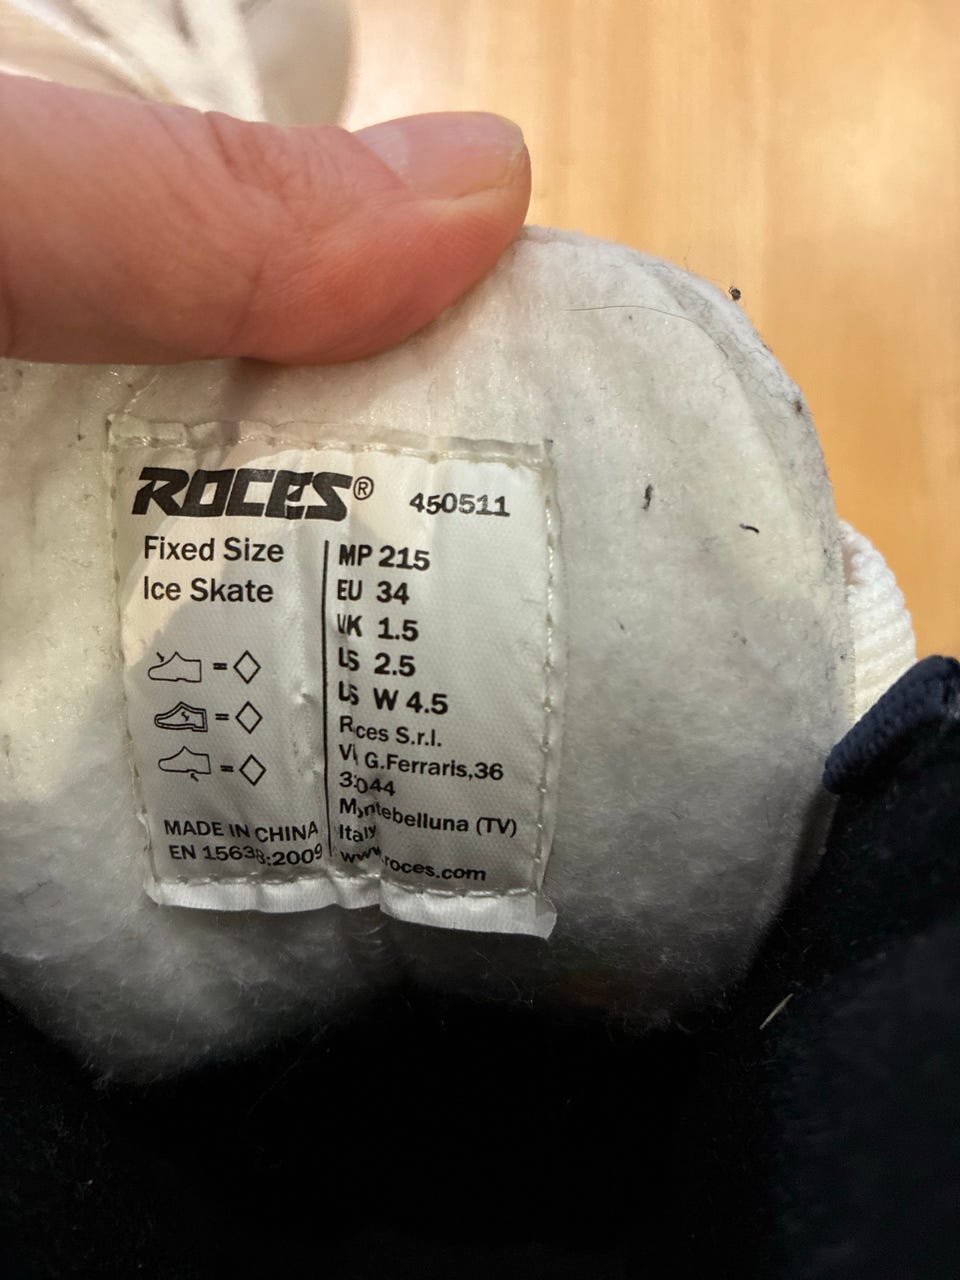 ROCES® 450511
Fixed Size
Ice Skate
MP 215
EU 34
UK 1.5
US 2.5
US W 4.5
Roces S.r.l.
G.Ferraris,36
Montebelluna (TV)
Italy
www.roces.com
MADE IN CHINA
EN 15638:2009